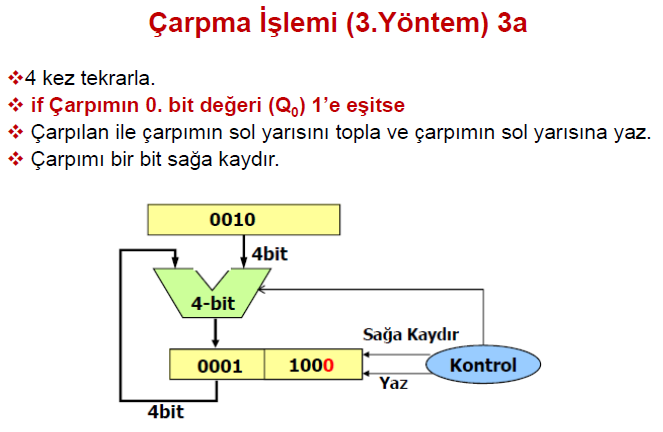 Çarpma İşlemi (3.Yöntem) 3a
❖4 kez tekrarla.
❖ if Çarpımın 0. bit değeri (Q₀) 1’e eşitse
❖ Çarpılan ile çarpımın sol yarısını topla ve çarpımın sol yarısına yaz.
❖ Çarpımı bir bit sağa kaydır.
0010
4bit
4-bit
Sağa Kaydır
0001 1000
Kontrol
Yaz
4bit